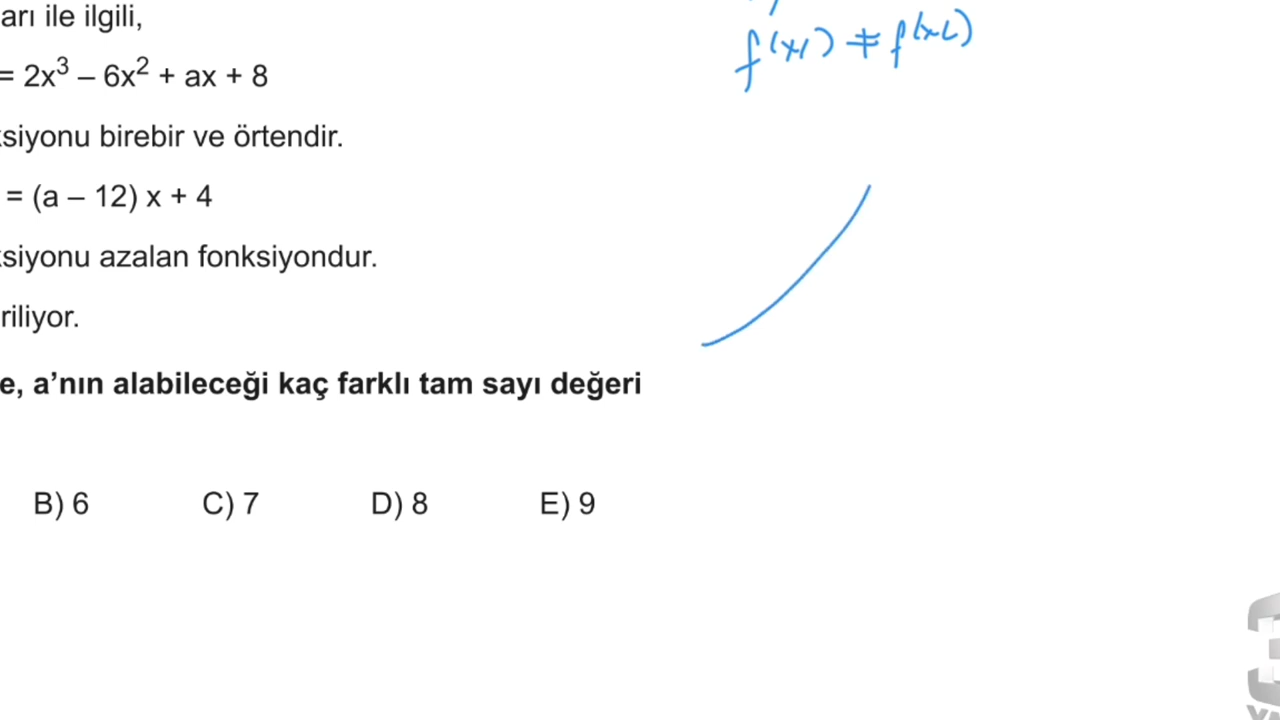 arı ile ilgili,
= 2x³ – 6x² + ax + 8
siyonu birebir ve örtendir.
= (a – 12) x + 4
siyonu azalan fonksiyondur.
riliyor.
e, a’nın alabileceği kaç farklı tam sayı değeri
B) 6 C) 7 D) 8 E) 9
f(x1) ≠ f(x2)